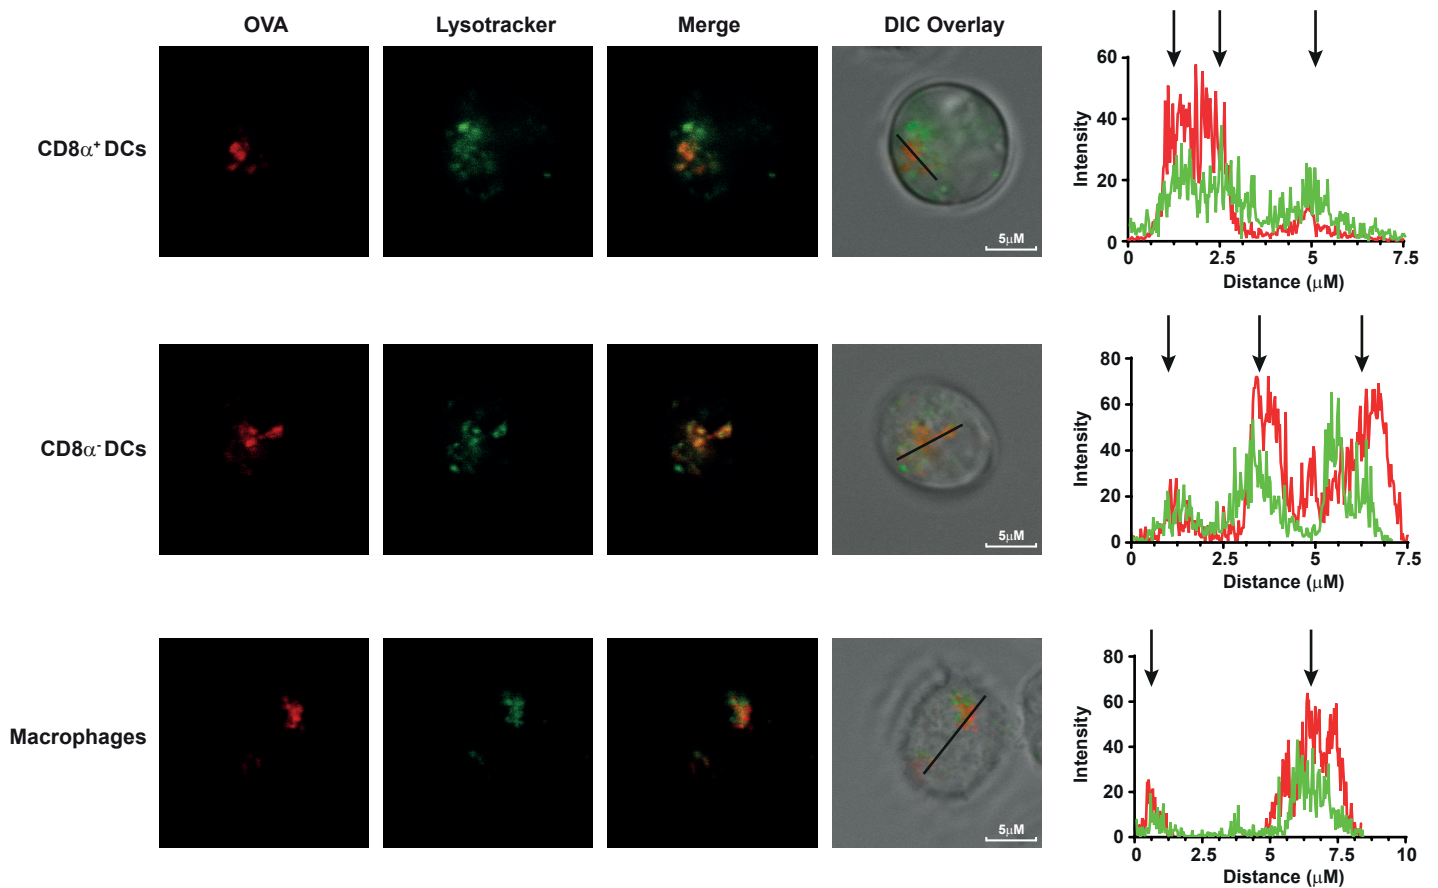 OVA Lysotracker Merge DIC Overlay
CD8α⁺ DCs
5μM
60
40
20
0
Intensity
0 2.5 5 7.5
Distance (μM)
CD8α⁻ DCs
5μM
80
60
40
20
0
Intensity
0 2.5 5 7.5
Distance (μM)
Macrophages
5μM
80
60
40
20
0
Intensity
0 2.5 5 7.5 10
Distance (μM)